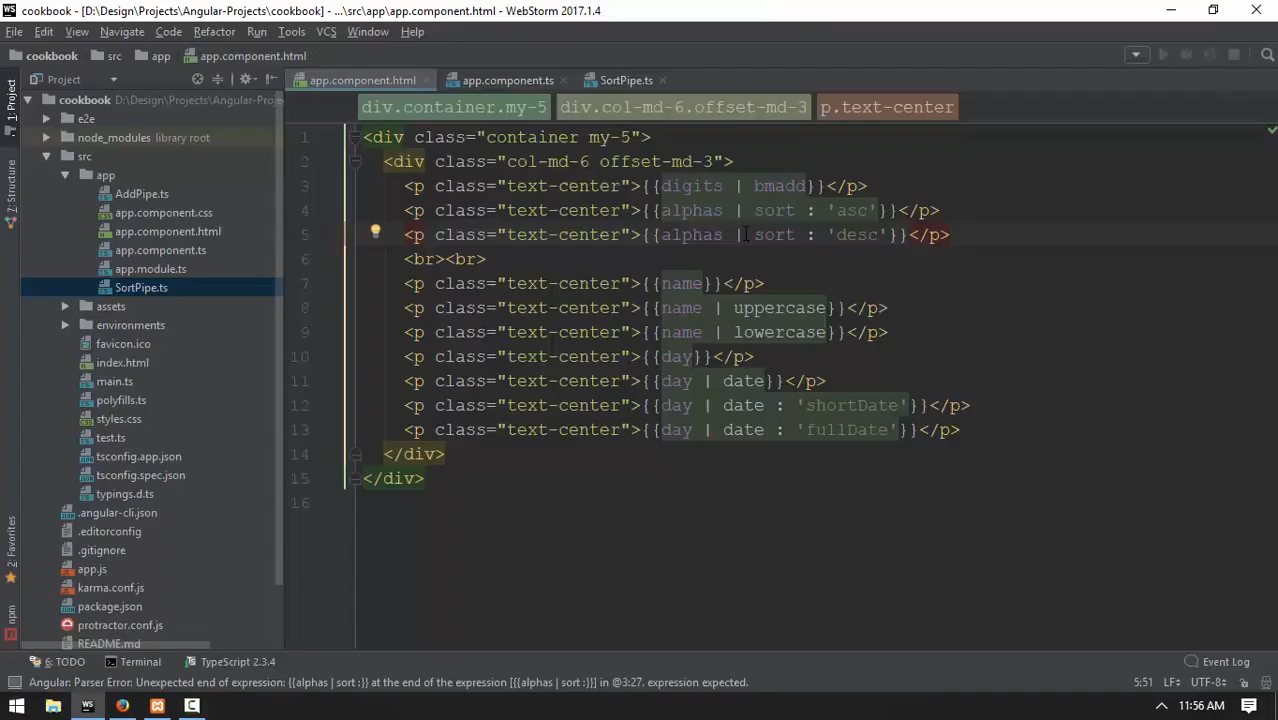 cookbook - [D:\Design\Projects\Angular-Projects\cookbook] - ...\src\app\app.component.html - WebStorm 2017.1.4
File Edit View Navigate Code Refactor Run Tools VCS Window Help
cookbook src app app.component.html
Project
app.component.html app.component.ts SortPipe.ts
1: Project
7: Structure
2: Favorites
npm
cookbook D:\Design\Projects\Angular-Proje
e2e
node_modules library root
src
app
AddPipe.ts
app.component.css
app.component.html
app.component.ts
app.module.ts
SortPipe.ts
assets
environments
favicon.ico
index.html
main.ts
polyfills.ts
styles.css
test.ts
tsconfig.app.json
tsconfig.spec.json
typings.d.ts
.angular-cli.json
.editorconfig
.gitignore
app.js
karma.conf.js
package.json
protractor.conf.js
README.md
div.container.my-5 div.col-md-6.offset-md-3 p.text-center
1 <div class="container my-5">
2 <div class="col-md-6 offset-md-3">
3 <p class="text-center">{{digits | bmadd}}</p>
4 <p class="text-center">{{alphas | sort : 'asc'}}</p>
5 <p class="text-center">{{alphas | sort : 'desc'}}</p>
6 <br><br>
7 <p class="text-center">{{name}}</p>
8 <p class="text-center">{{name | uppercase}}</p>
9 <p class="text-center">{{name | lowercase}}</p>
10 <p class="text-center">{{day}}</p>
11 <p class="text-center">{{day | date}}</p>
12 <p class="text-center">{{day | date : 'shortDate'}}</p>
13 <p class="text-center">{{day | date : 'fullDate'}}</p>
14 </div>
15 </div>
16
6: TODO Terminal TypeScript 2.3.4 Event Log
Angular: Parser Error: Unexpected end of expression: {{alphas | sort :}} at the end of the expression [{{alphas | sort :}}] in @3:27. expression expected. 5:51 LF÷ UTF-8÷
WS
11:56 AM